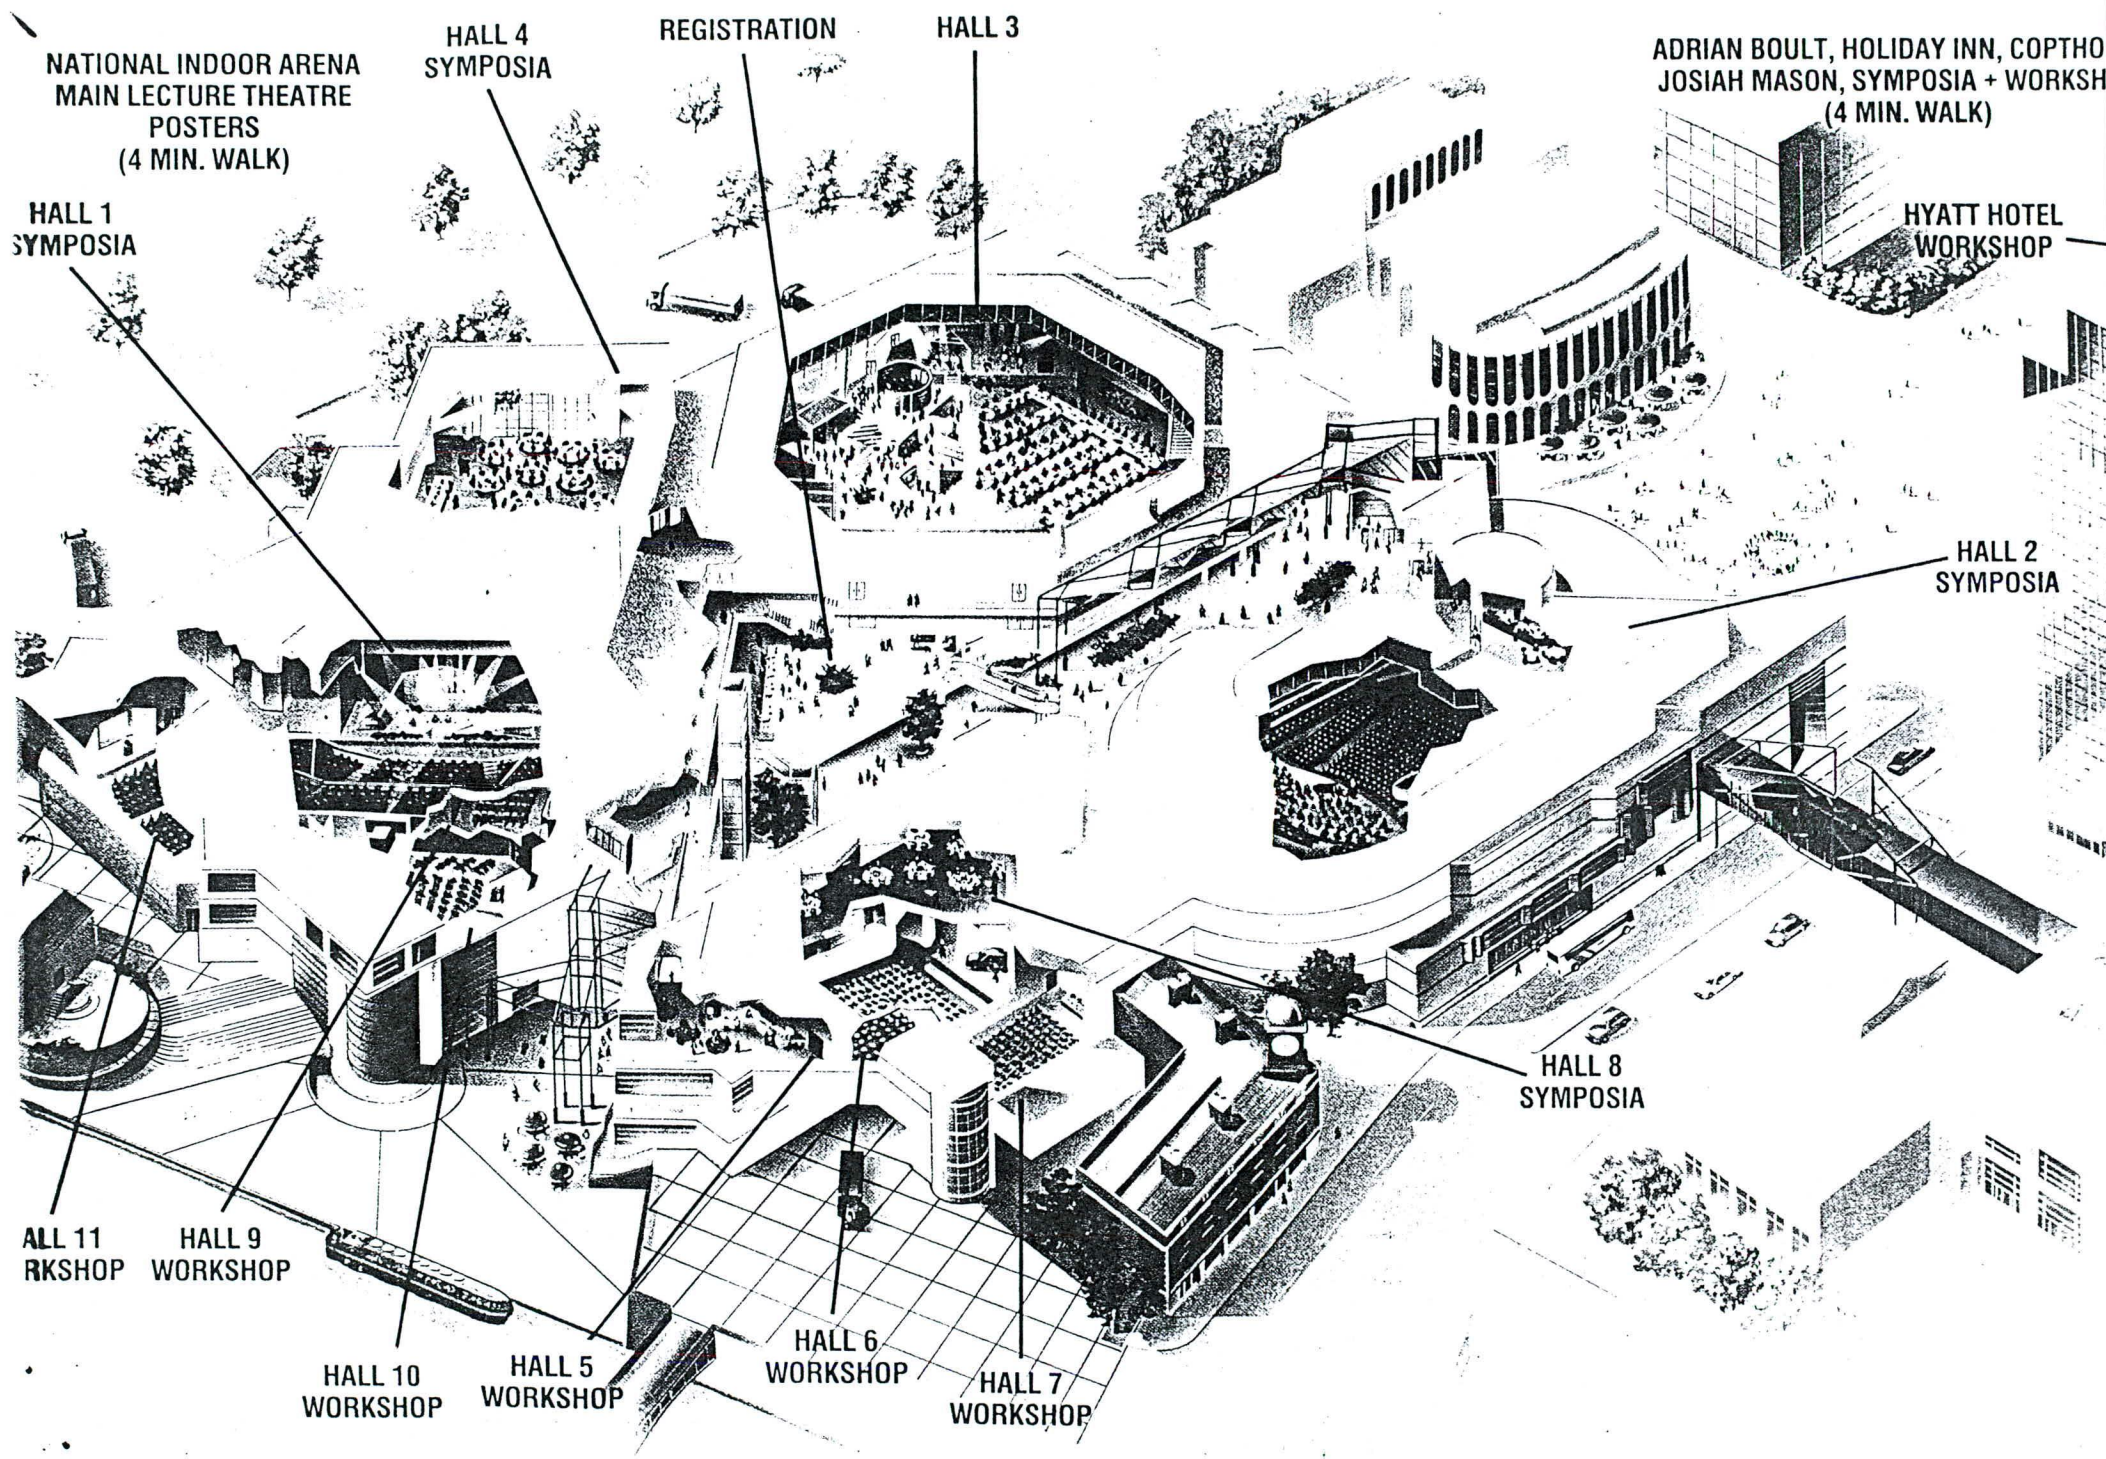 NATIONAL INDOOR ARENA
MAIN LECTURE THEATRE
POSTERS
(4 MIN. WALK)
HALL 4
SYMPOSIA
REGISTRATION
HALL 3
ADRIAN BOULT, HOLIDAY INN, COPTHO
JOSIAH MASON, SYMPOSIA + WORKSH
(4 MIN. WALK)
HALL 1
SYMPOSIA
HYATT HOTEL
WORKSHOP
HALL 2
SYMPOSIA
HALL 8
SYMPOSIA
ALL 11
RKSHOP
HALL 9
WORKSHOP
HALL 10
WORKSHOP
HALL 5
WORKSHOP
HALL 6
WORKSHOP
HALL 7
WORKSHOP